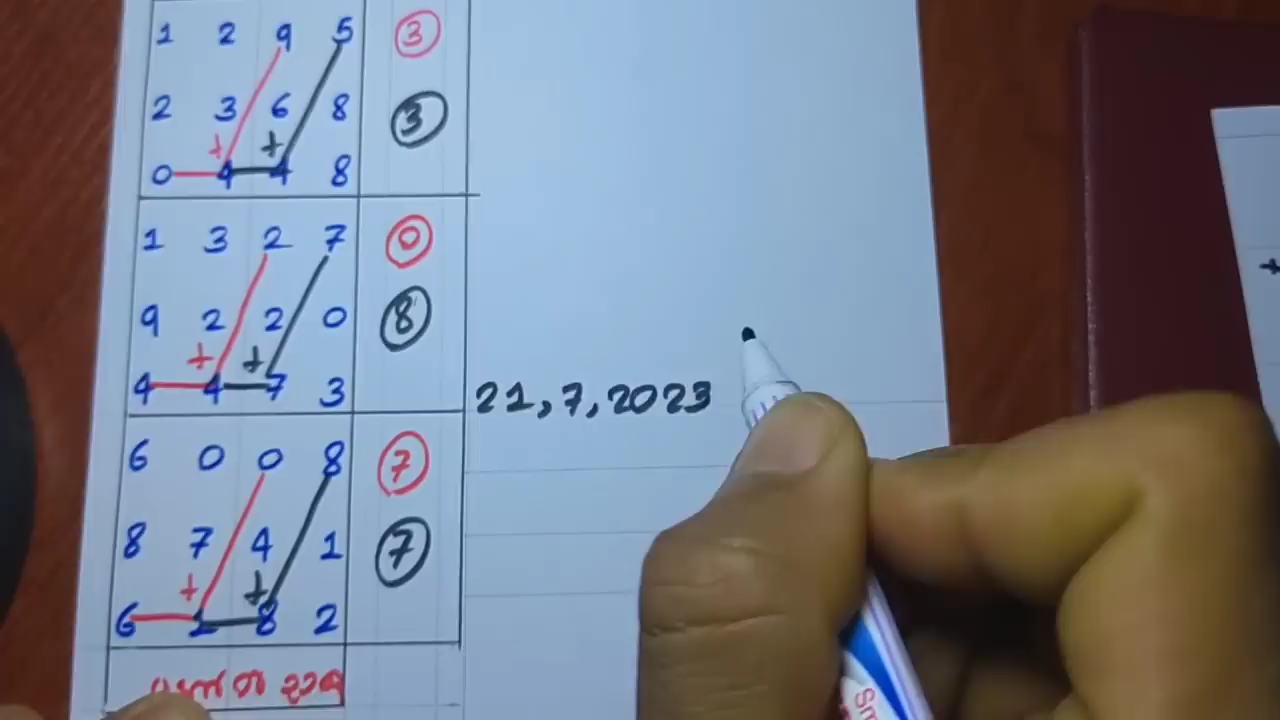 1 2 9 5 3
2 3 6 8 3
+ +
0 4 4 8
1 3 2 7 0
9 2 2 0 8
+ +
4 4 7 3
21,7,2023
6 0 0 8 7
8 7 4 1 7
+ +
6 2 8 2
Sm